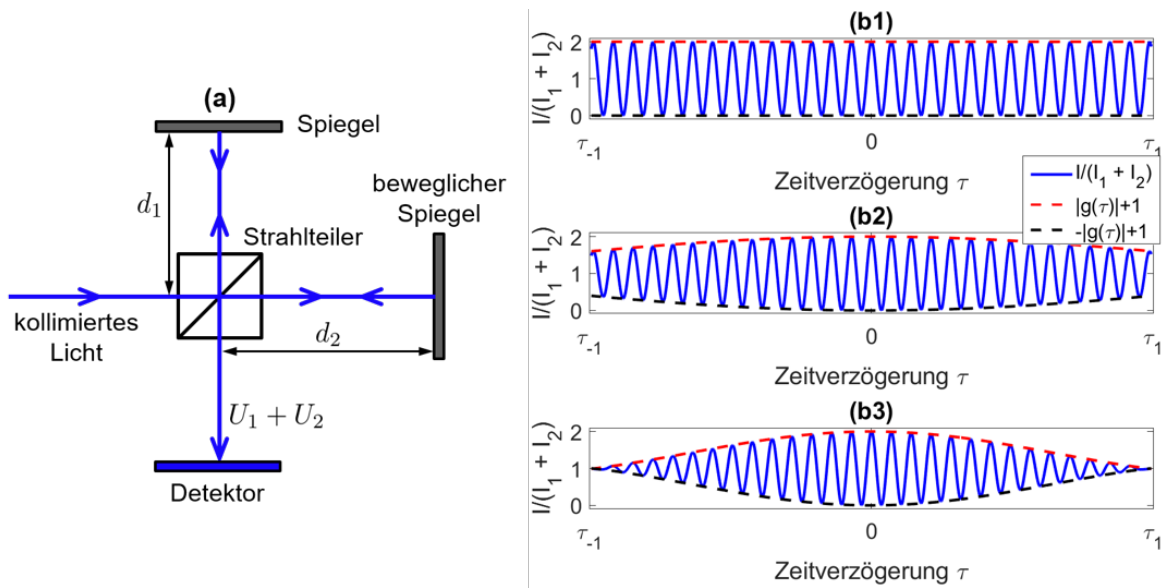 (a)
Spiegel
d₁
beweglicher
Spiegel
Strahlteiler
kollimiertes
Licht
d₂
U₁ + U₂
Detektor
(b1)
I/(I₁ + I₂)
2
1
0
τ₋₁
0
τ₁
Zeitverzögerung τ
I/(I₁ + I₂)
|g(τ)|+1
-|g(τ)|+1
(b2)
I/(I₁ + I₂)
2
1
0
τ₋₁
0
τ₁
Zeitverzögerung τ
(b3)
I/(I₁ + I₂)
2
1
0
τ₋₁
0
τ₁
Zeitverzögerung τ